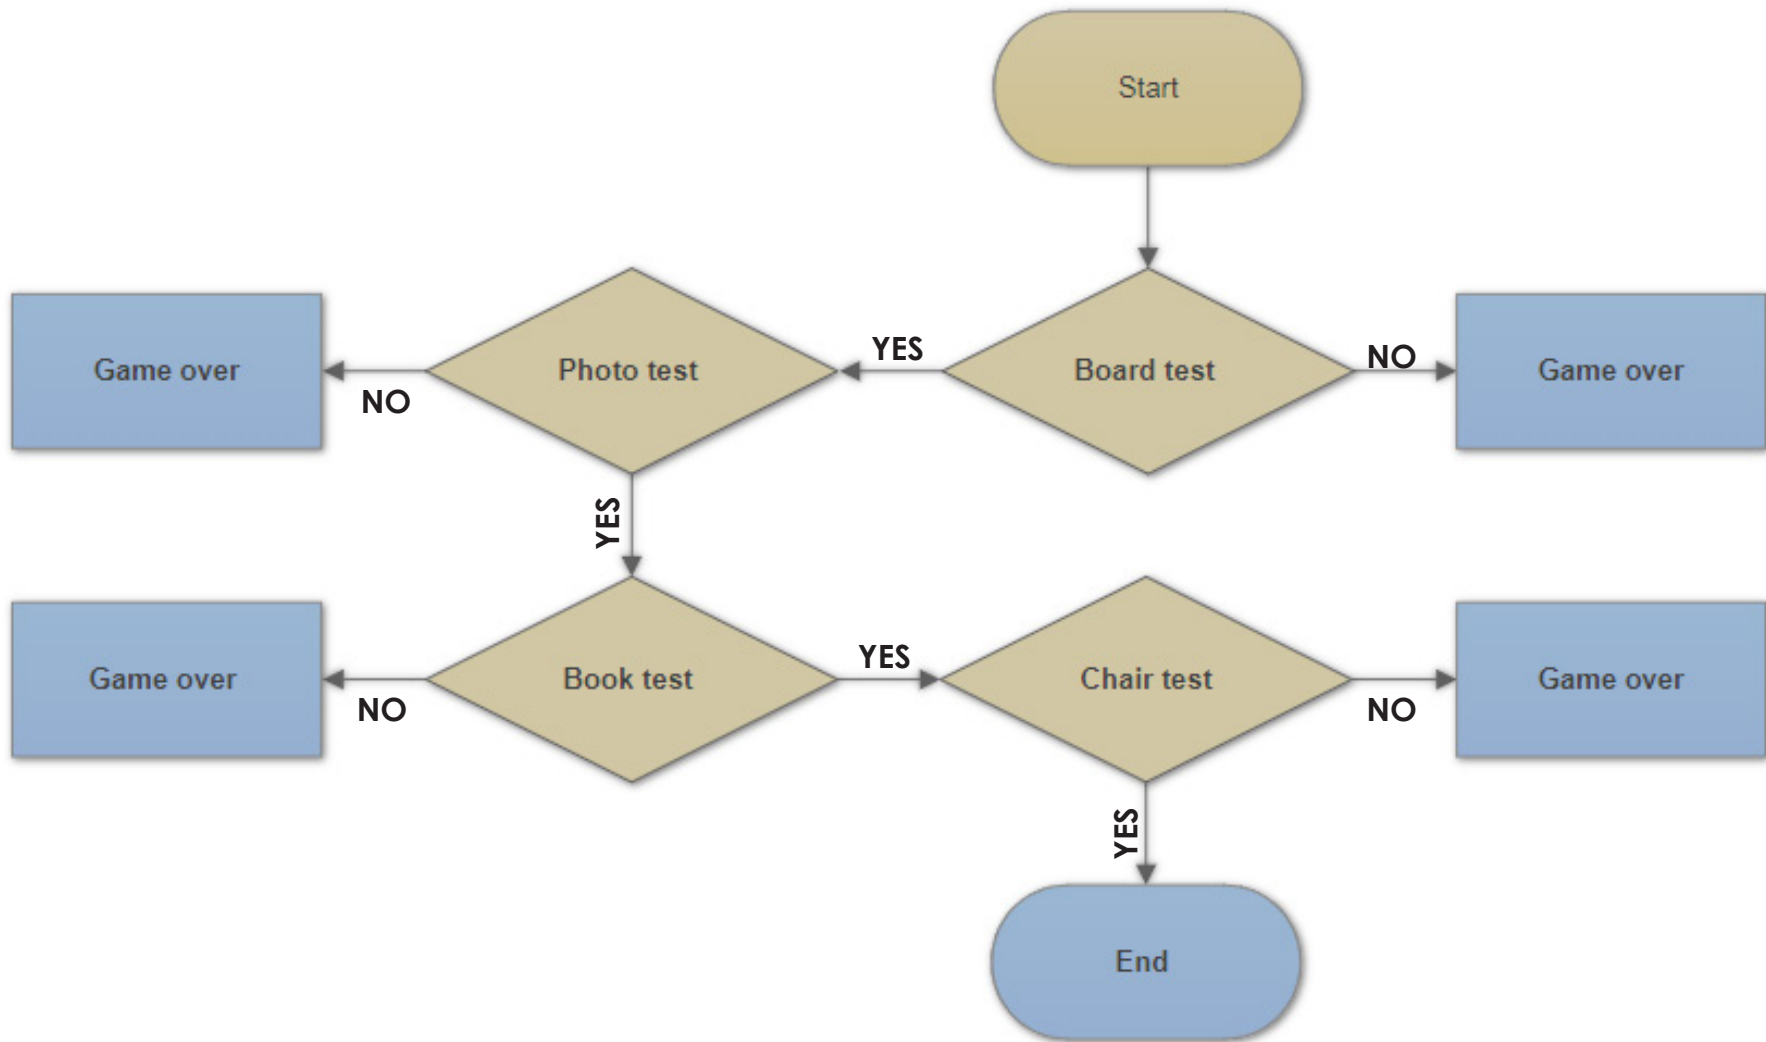 Start
Game over
NO
Photo test
YES
Board test
NO
Game over
YES
Game over
NO
Book test
YES
Chair test
NO
Game over
YES
End